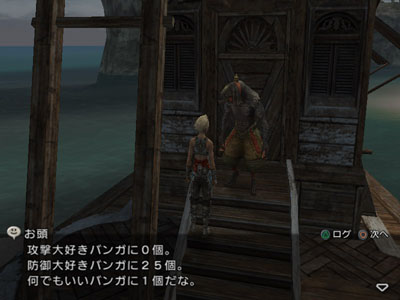 ログ 次へ
お頭
攻撃大好きバンガに0個。
防御大好きバンガに25個。
何でもいいバンガに1個だな。